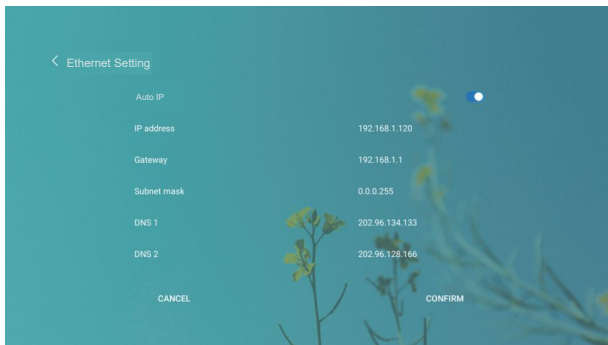 Ethernet Setting
Auto IP
IP address 192.168.1.120
Gateway 192.168.1.1
Subnet mask 0.0.0.255
DNS 1 202.96.134.133
DNS 2 202.96.128.166
CANCEL CONFIRM